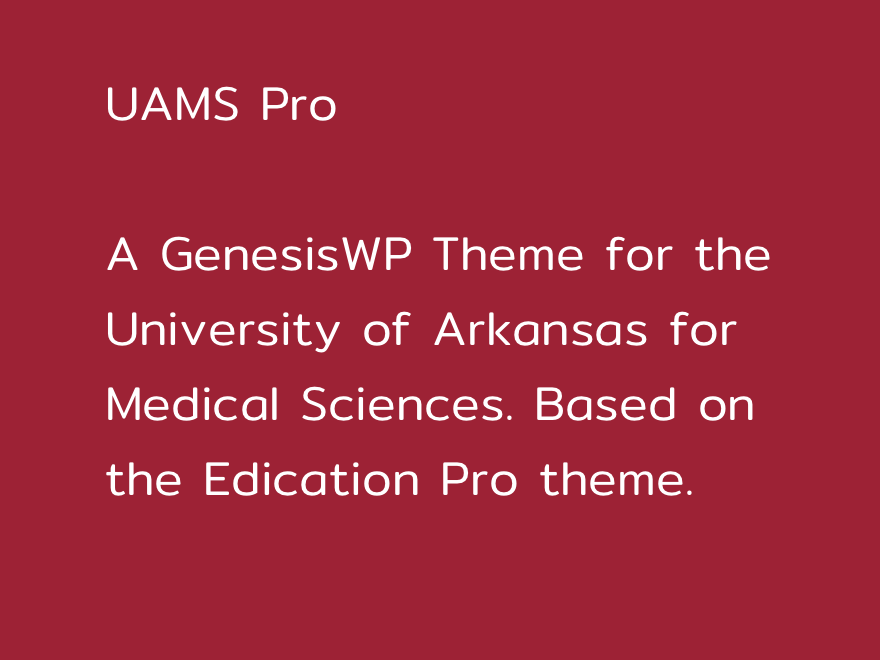 UAMS Pro
A GenesisWP Theme for the
University of Arkansas for
Medical Sciences. Based on
the Edication Pro theme.